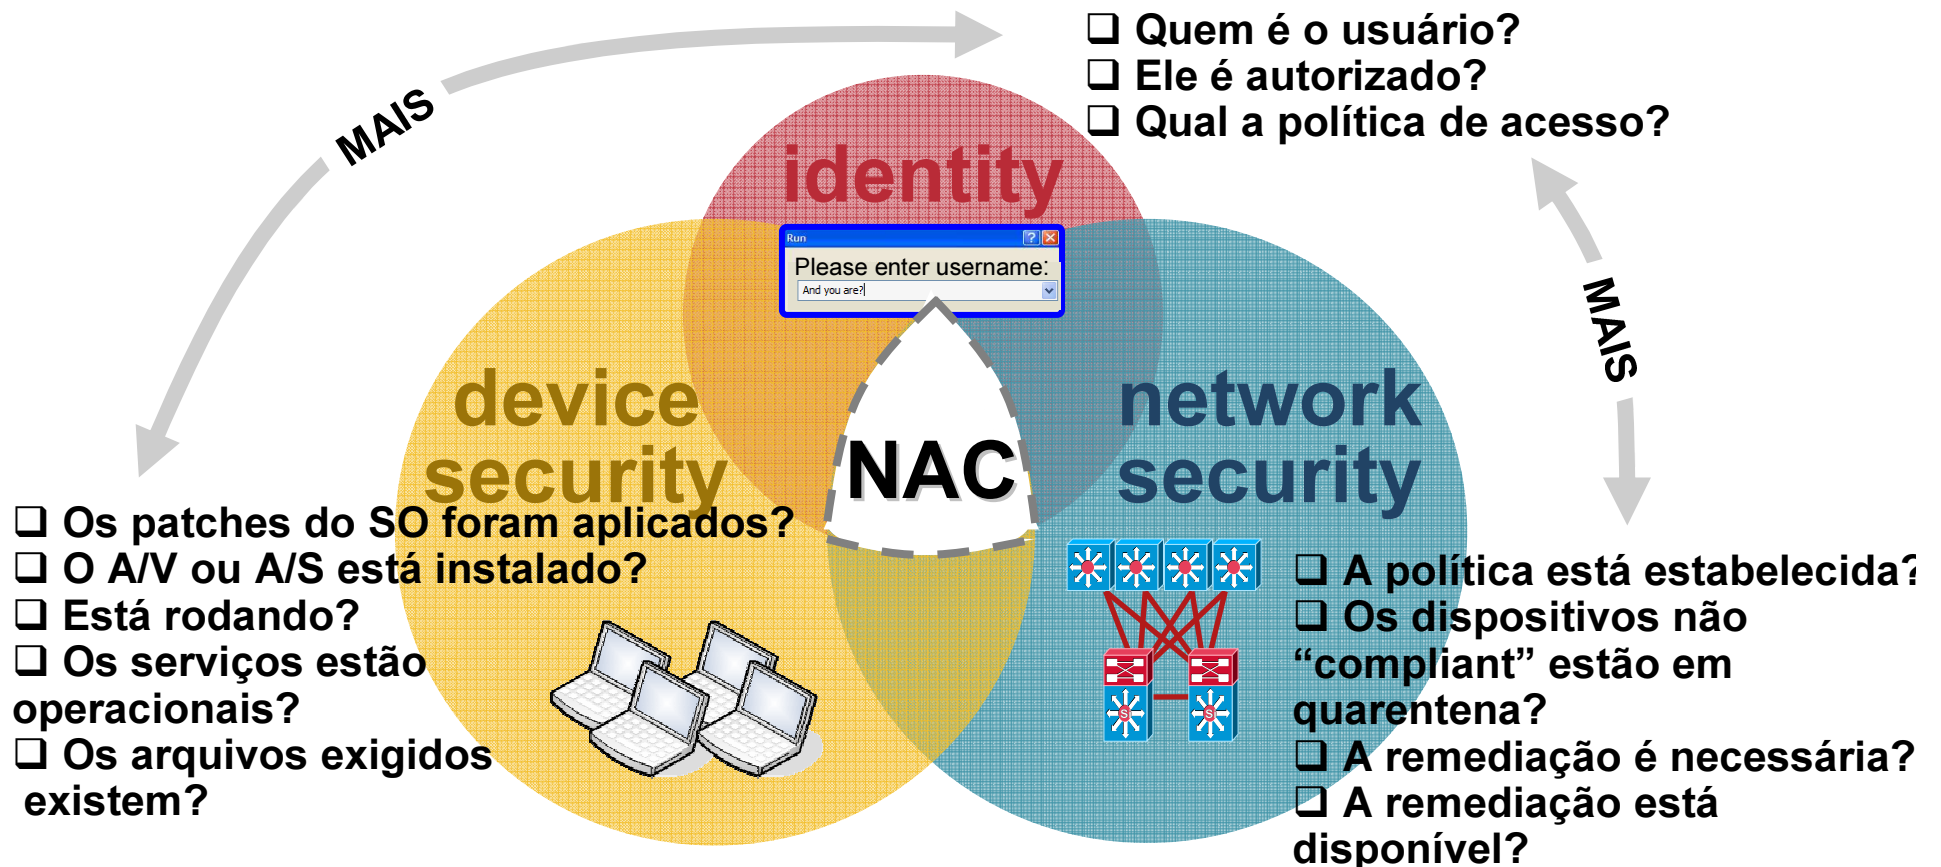 ❑ Quem é o usuário?
❑ Ele é autorizado?
❑ Qual a política de acesso?
MAIS
identity
Run
Please enter username:
And you are?
MAIS
device
security
NAC
network
security
❑ Os patches do SO foram aplicados?
❑ O A/V ou A/S está instalado?
❑ Está rodando?
❑ Os serviços estão
operacionais?
❑ Os arquivos exigidos
existem?
❑ A política está estabelecida?
❑ Os dispositivos não
“compliant” estão em
quarentena?
❑ A remediação é necessária?
❑ A remediação está
disponível?
S
S